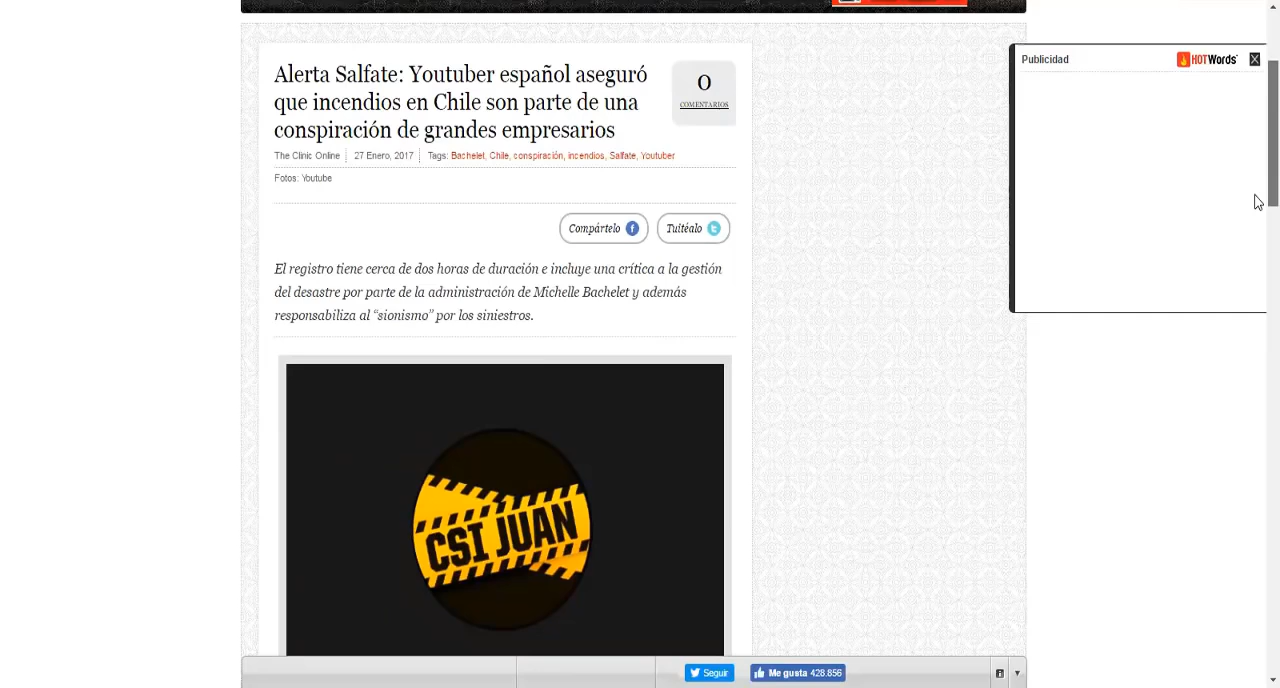 Alerta Salfate: Youtuber español aseguró
que incendios en Chile son parte de una
conspiración de grandes empresarios
0
COMENTARIOS
The Clinic Online
27 Enero, 2017
Tags: Bachelet, Chile, conspiración, incendios, Salfate, Youtuber
Fotos: Youtube
Compártelo
Tuitéalo
El registro tiene cerca de dos horas de duración e incluye una crítica a la gestión
del desastre por parte de la administración de Michelle Bachelet y además
responsabiliza al “sionismo” por los siniestros.
CSI JUAN
Publicidad
HOTWords
Seguir
Me gusta 428.856